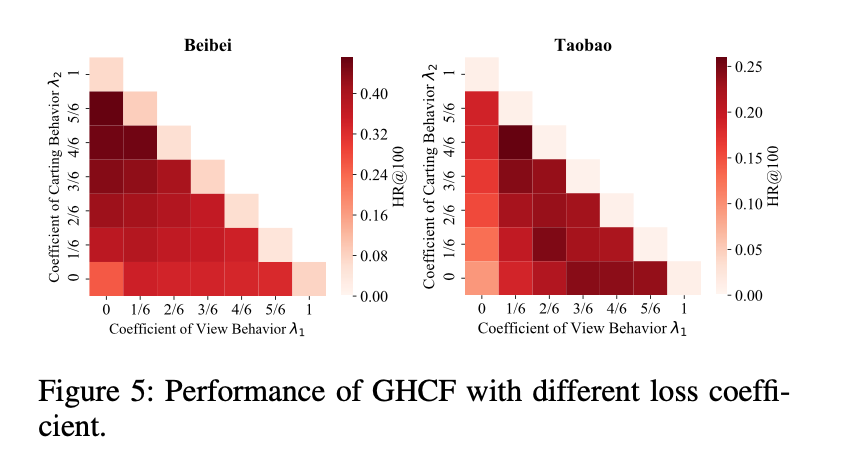 Beibei
Coefficient of Carting Behavior λ2
1
5/6
4/6
3/6
2/6
1/6
0
0 1/6 2/6 3/6 4/6 5/6 1
Coefficient of View Behavior λ1
0.40
0.32
0.24
0.16
0.08
0.00
HR@100
Taobao
Coefficient of Carting Behavior λ2
1
5/6
4/6
3/6
2/6
1/6
0
0 1/6 2/6 3/6 4/6 5/6 1
Coefficient of View Behavior λ1
0.25
0.20
0.15
0.10
0.05
0.00
HR@100
Figure 5: Performance of GHCF with different loss coeffi-
cient.